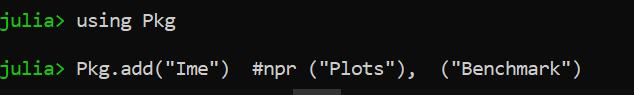 julia> using Pkg
julia> Pkg.add("Ime")  #npr ("Plots"),  ("Benchmark")